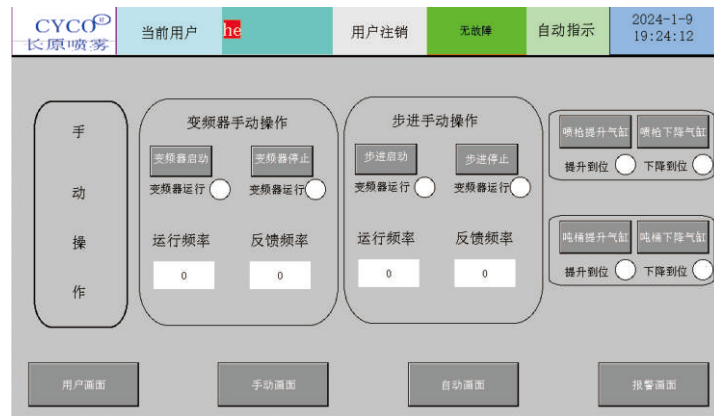 CYCO®
长原喷雾
当前用户
he
用户注销
无故障
自动指示
2024-1-9
19:24:12
手
动
操
作
变频器手动操作
变频器启动
变频器停止
变频器运行
变频器运行
运行频率
反馈频率
0
0
步进手动操作
步进启动
步进停止
变频器运行
变频器运行
运行频率
反馈频率
0
0
喷枪提升气缸
喷枪下降气缸
提升到位
下降到位
吨桶提升气缸
吨桶下降气缸
提升到位
下降到位
用户画面
手动画面
自动画面
报警画面